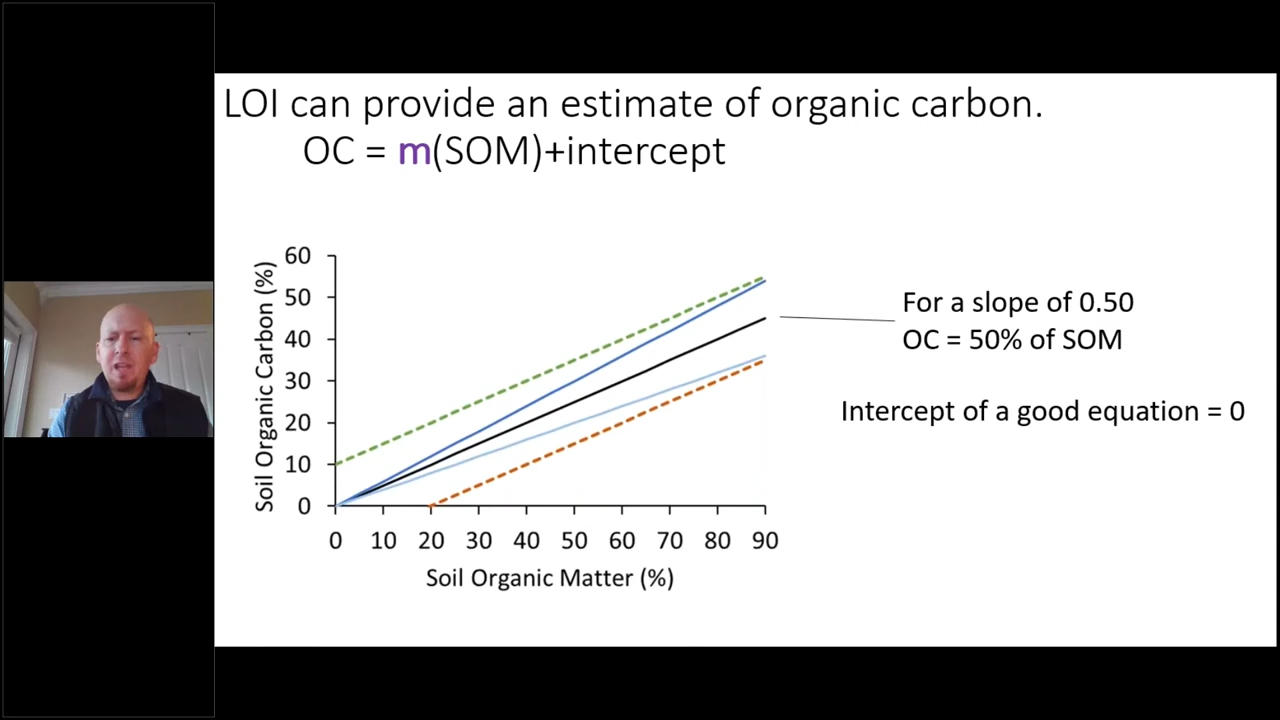 LOI can provide an estimate of organic carbon.
OC = m(SOM)+intercept
Soil Organic Carbon (%)
60
50
40
30
20
10
0
0 10 20 30 40 50 60 70 80 90
Soil Organic Matter (%)
For a slope of 0.50
OC = 50% of SOM
Intercept of a good equation = 0